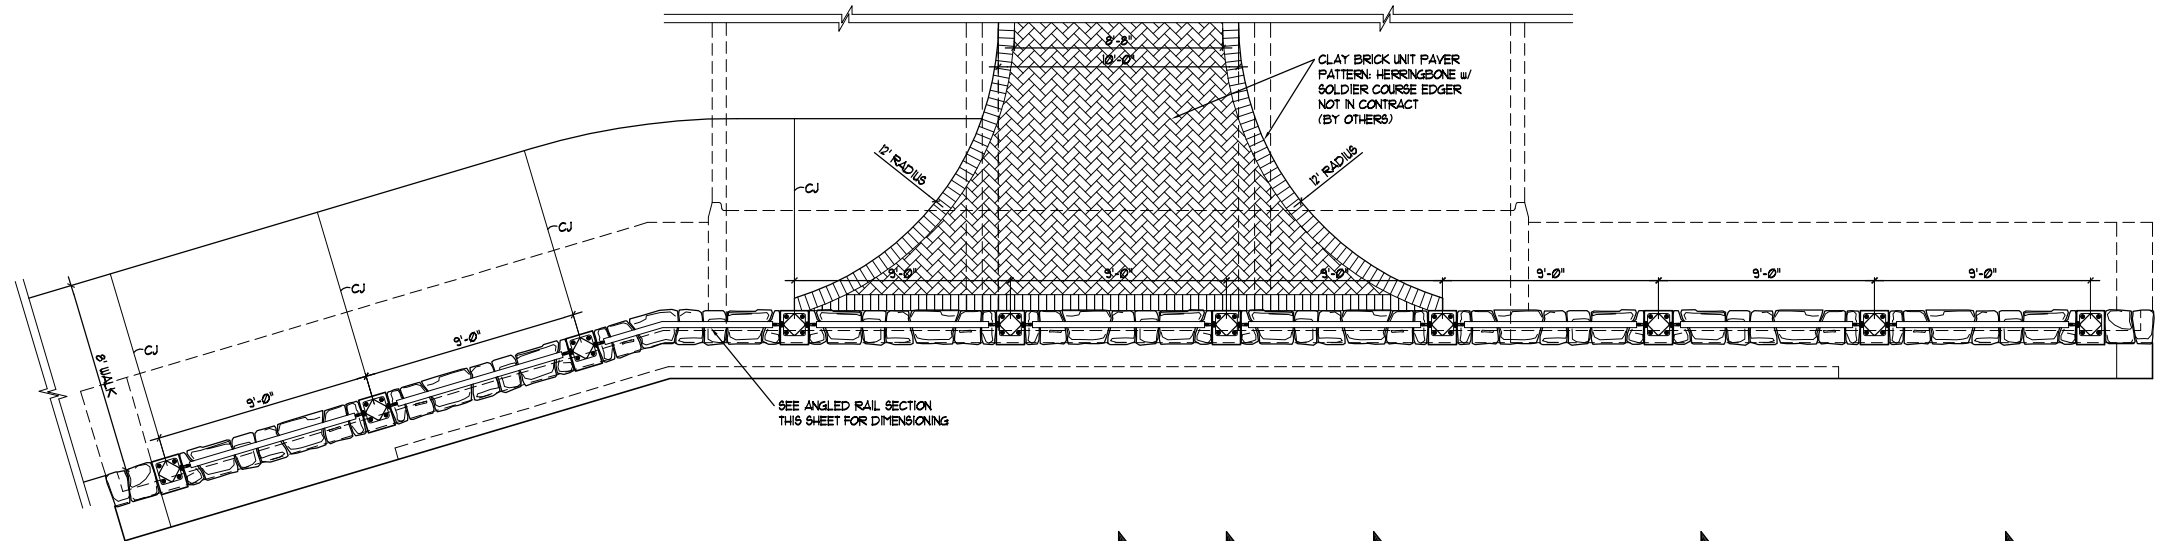 8'-8"
10'-0"
CLAY BRICK UNIT PAVER
PATTERN: HERRINGBONE w/
SOLDIER COURSE EDGER
NOT IN CONTRACT
(BY OTHERS)
12' RADIUS
12' RADIUS
CJ
CJ
CJ
CJ
9'-0"
9'-0"
9'-0"
9'-0"
9'-0"
9'-0"
8' WALK
9'-0"
9'-0"
SEE ANGLED RAIL SECTION
THIS SHEET FOR DIMENSIONING